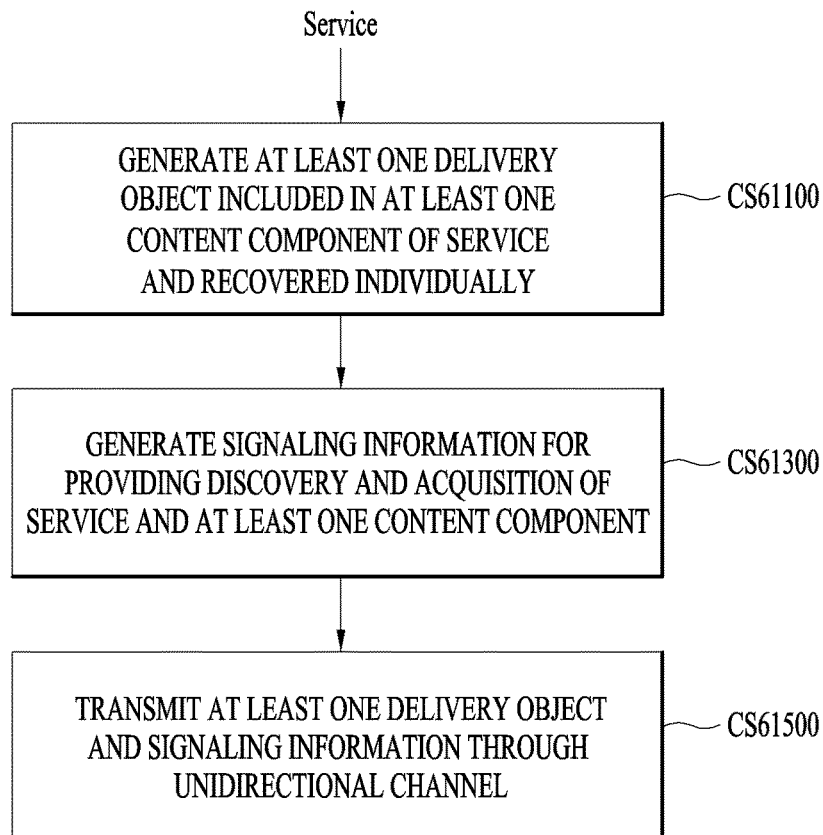 Service
GENERATE AT LEAST ONE DELIVERY
OBJECT INCLUDED IN AT LEAST ONE
CONTENT COMPONENT OF SERVICE
AND RECOVERED INDIVIDUALLY
CS61100
GENERATE SIGNALING INFORMATION FOR
PROVIDING DISCOVERY AND ACQUISITION OF
SERVICE AND AT LEAST ONE CONTENT COMPONENT
CS61300
TRANSMIT AT LEAST ONE DELIVERY OBJECT
AND SIGNALING INFORMATION THROUGH
UNIDIRECTIONAL CHANNEL
CS61500